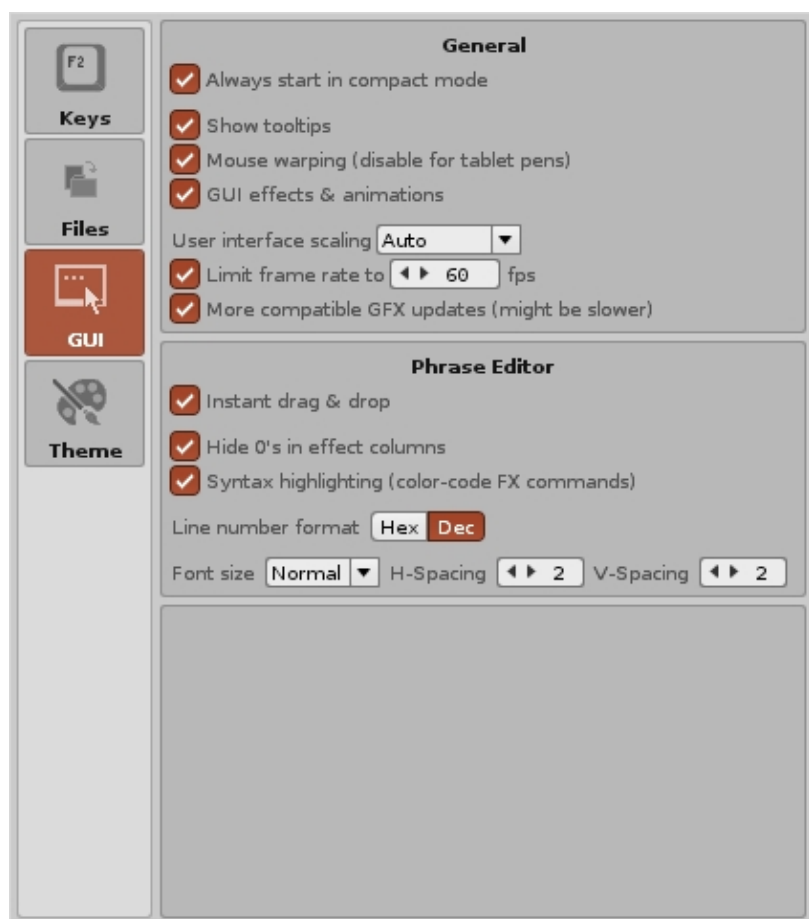 F2
Keys
Files
GUI
Theme
General
Always start in compact mode
Show tooltips
Mouse warping (disable for tablet pens)
GUI effects & animations
User interface scaling Auto
Limit frame rate to 60 fps
More compatible GFX updates (might be slower)
Phrase Editor
Instant drag & drop
Hide 0's in effect columns
Syntax highlighting (color-code FX commands)
Line number format Hex Dec
Font size Normal H-Spacing 2 V-Spacing 2